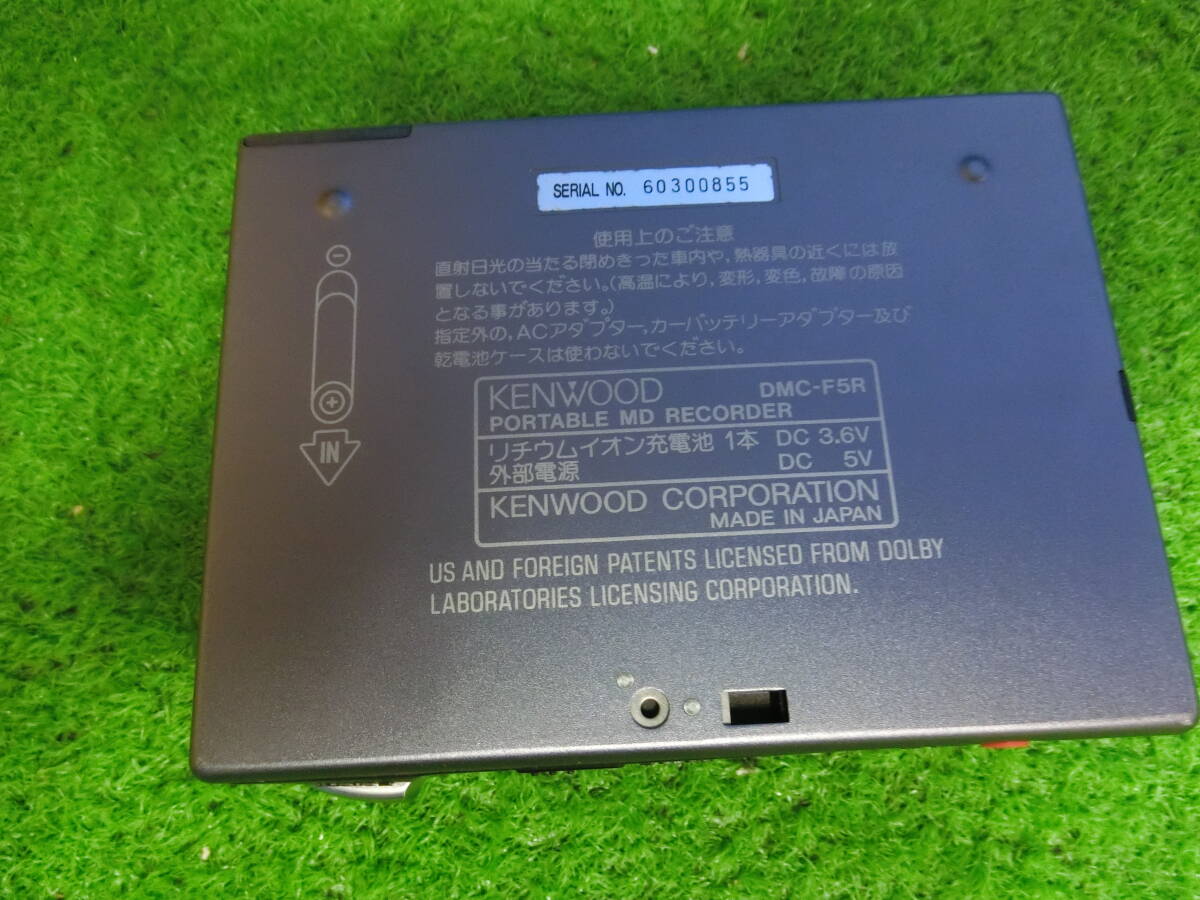 SERIAL NO. 60300855
使用上のご注意
直射日光の当たる閉めきった車内や,熱器具の近くには放
置しないでください。(高温により,変形,変色,故障の原因
となる事があります。)
指定外の,ACアダプター,カーバッテリーアダプター及び
乾電池ケースは使わないでください。
⊖
⊕
IN
KENWOOD DMC-F5R
PORTABLE MD RECORDER
リチウムイオン充電池 1本 DC 3.6V
外部電源 DC 5V
KENWOOD CORPORATION
MADE IN JAPAN
US AND FOREIGN PATENTS LICENSED FROM DOLBY
LABORATORIES LICENSING CORPORATION.